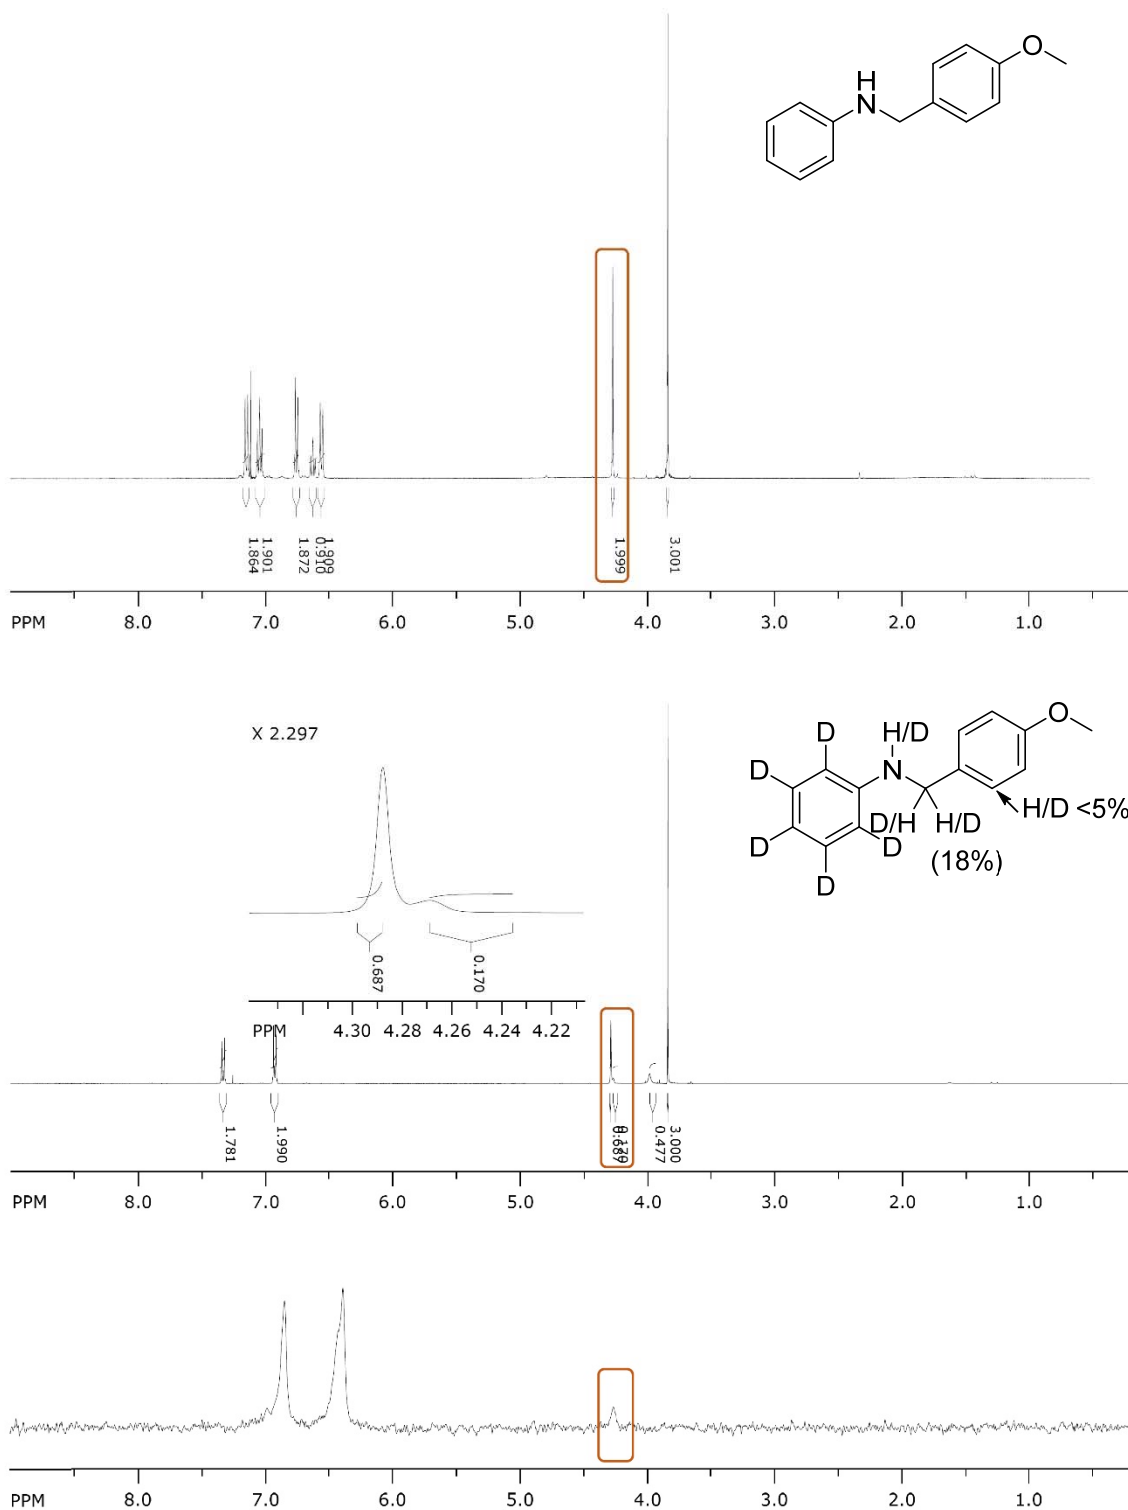 H
N
O
1.864
1.901
1.872
0.910
1.909
1.999
3.001
PPM 8.0 7.0 6.0 5.0 4.0 3.0 2.0 1.0
X 2.297
D H/D O
D N
D/H H/D H/D <5%
D D (18%)
D
0.687 0.170
PPM 4.30 4.28 4.26 4.24 4.22
1.781 1.990 0.687 0.170 0.477 3.000
PPM 8.0 7.0 6.0 5.0 4.0 3.0 2.0 1.0
PPM 8.0 7.0 6.0 5.0 4.0 3.0 2.0 1.0